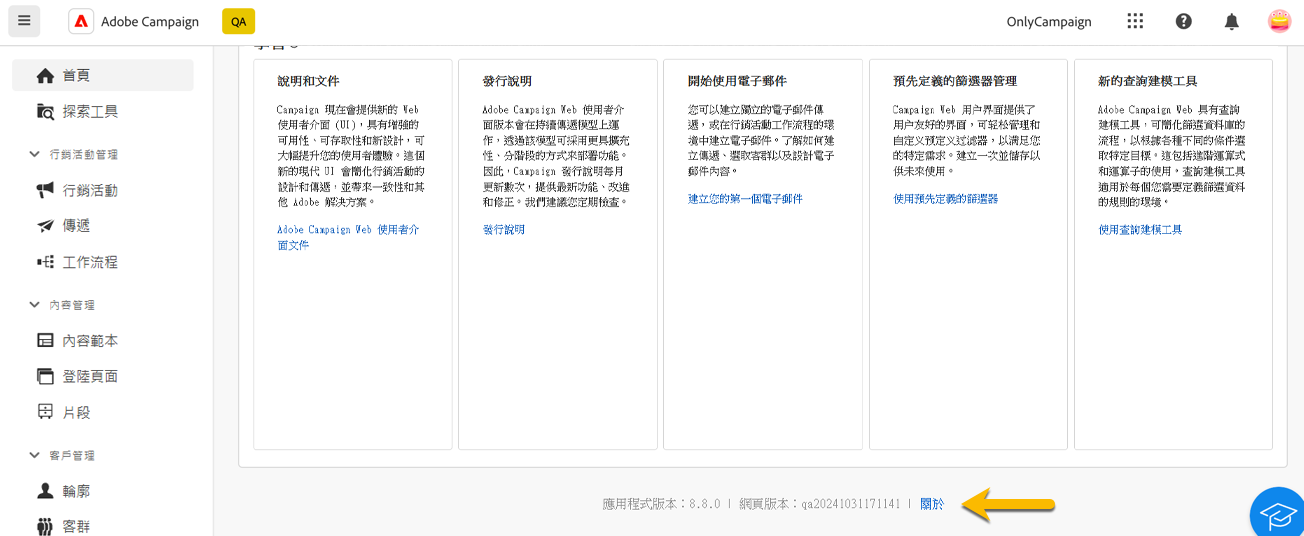 Adobe Campaign
QA
OnlyCampaign
首頁
探索工具
行銷活動管理
行銷活動
傳遞
工作流程
內容管理
內容範本
登陸頁面
片段
客戶管理
輪廓
客群
說明和文件
Campaign 現在會提供新的 Web
使用者介面 (UI)，具有增強的
可用性、可存取性和新設計，可
大幅提升您的使用者體驗。這個
新的現代 UI 會簡化行銷活動的
設計和傳遞，並帶來一致性和其
他 Adobe 解決方案。
Adobe Campaign Web 使用者介
面文件
發行說明
Adobe Campaign Web 使用者介
面版本會在持續傳遞模型上運
作，透過該模型可採用更具擴充
性、分階段的方式來部署功能。
因此，Campaign 發行說明每月
更新數次，提供最新功能、改進
和修正。我們建議您定期檢查。
發行說明
開始使用電子郵件
您可以建立獨立的電子郵件傳
遞，或在行銷活動工作流程的環
境中建立電子郵件。了解如何建
立傳遞、選取客群以及設計電子
郵件內容。
建立您的第一個電子郵件
預先定義的篩選器管理
Campaign Web 用戶界面提供了
用户友好的界面，可轻松管理和
自定义预定义过滤器，以满足您
的特定需求。建立一次並儲存以
供未來使用。
使用預先定義的篩選器
新的查詢建模工具
Adobe Campaign Web 具有查詢
建模工具，可簡化篩選資料庫的
流程，以根據各種不同的條件選
取特定目標。這包括進階運算式
和運算子的使用。查詢建模工具
適用於每個您需要定義篩選資料
的規則的環境。
使用查詢建模工具
應用程式版本：8.8.0 | 網頁版本：qa20241031171141 | 關於